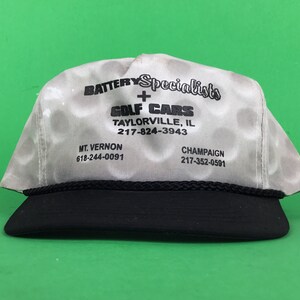 BATTERY Specialists
+
GOLF CARS
TAYLORVILLE, IL
217-824-3943
MT. VERNON
618-244-0091
CHAMPAIGN
217-352-0591